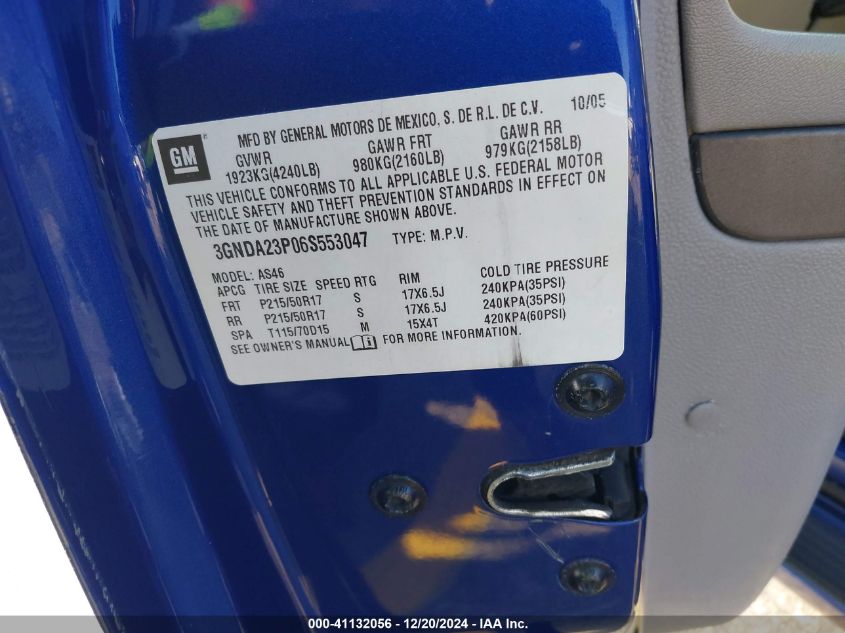 GM®
MFD BY GENERAL MOTORS DE MEXICO, S. DE R.L. DE C.V. 10/05
GVWR GAWR FRT GAWR RR
1923KG(4240LB) 980KG(2160LB) 979KG(2158LB)
THIS VEHICLE CONFORMS TO ALL APPLICABLE U.S. FEDERAL MOTOR
VEHICLE SAFETY AND THEFT PREVENTION STANDARDS IN EFFECT ON
THE DATE OF MANUFACTURE SHOWN ABOVE.
3GNDA23P06S553047 TYPE: M.P.V.
MODEL: AS46
APCG TIRE SIZE SPEED RTG RIM COLD TIRE PRESSURE
FRT P215/50R17 S 17X6.5J 240KPA(35PSI)
RR P215/50R17 S 17X6.5J 240KPA(35PSI)
SPA T115/70D15 M 15X4T 420KPA(60PSI)
SEE OWNER'S MANUAL i FOR MORE INFORMATION.
000-41132056 - 12/20/2024 - IAA Inc.